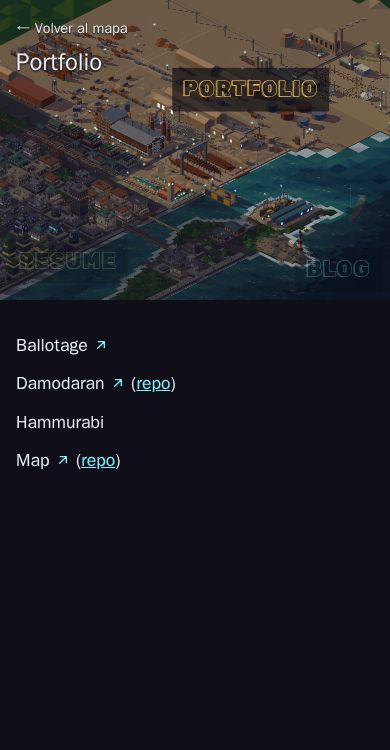 ← Volver al mapa
Portfolio
PORTFOLIO
RESUME
BLOG
Ballotage ↗
Damodaran ↗ (repo)
Hammurabi
Map ↗ (repo)